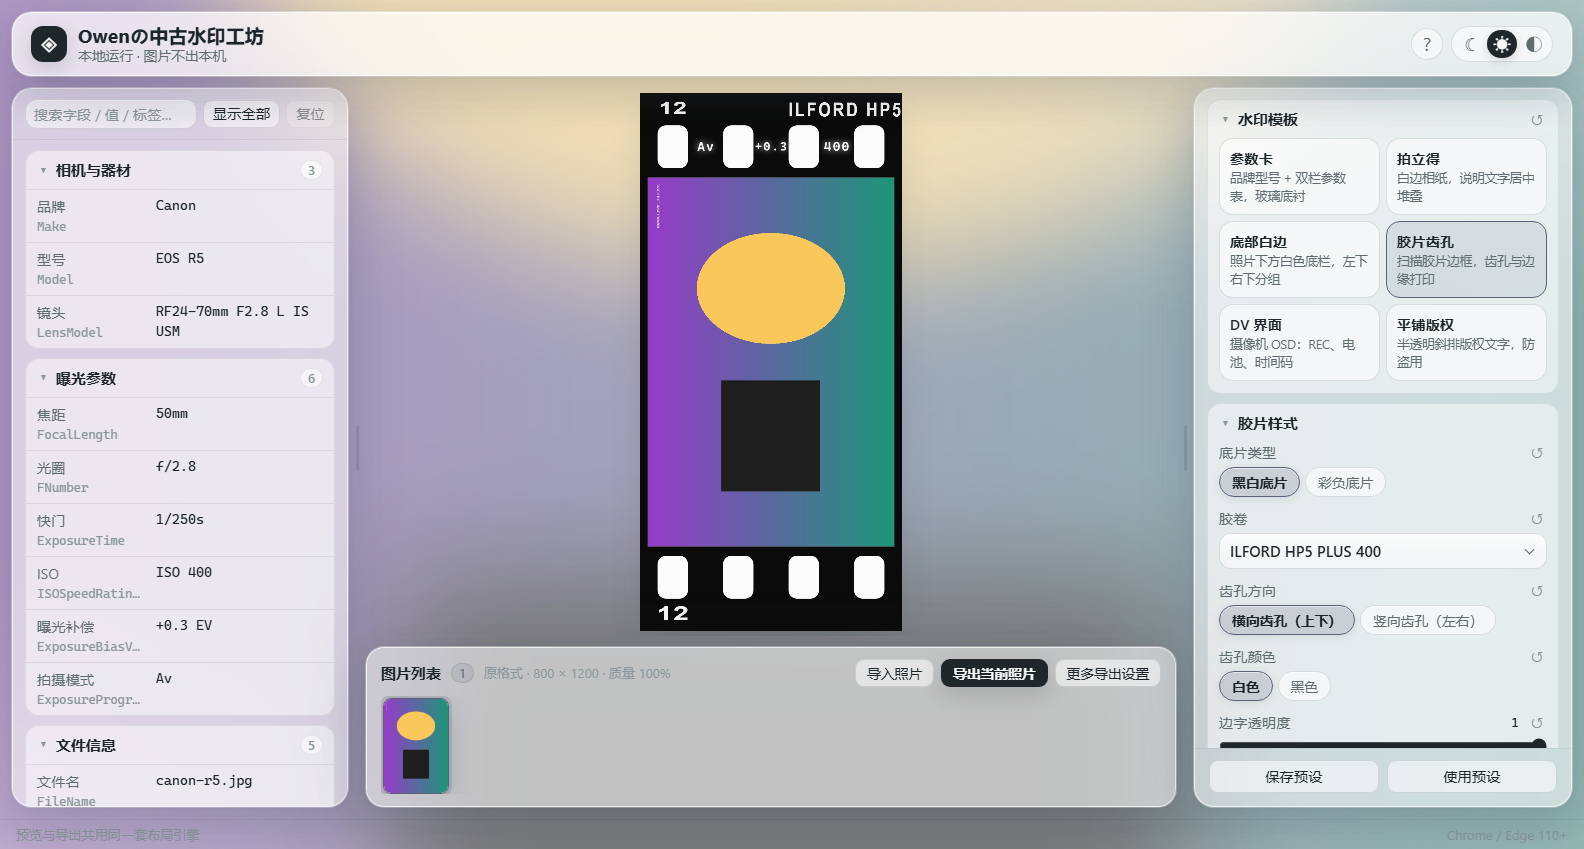 Owenの中古水印工坊
本地运行 · 图片不出本机
?
搜索字段 / 值 / 标签...
显示全部
复位
相机与器材
3
品牌
Make
Canon
型号
Model
EOS R5
镜头
LensModel
RF24-70mm F2.8 L IS
USM
曝光参数
6
焦距
FocalLength
50mm
光圈
FNumber
f/2.8
快门
ExposureTime
1/250s
ISO
ISOSpeedRatin…
ISO 400
曝光补偿
ExposureBiasV…
+0.3 EV
拍摄模式
ExposureProgr…
Av
文件信息
5
文件名
FileName
canon-r5.jpg
12
ILFORD HP5
Av
+0.3
400
12
图片列表
1
原格式 · 800 × 1200 · 质量 100%
导入照片
导出当前照片
更多导出设置
水印模板
参数卡
品牌型号 + 双栏参数
表，玻璃底衬
拍立得
白边相纸，说明文字居中
堆叠
底部白边
照片下方白色底栏，左下
右下分组
胶片齿孔
扫描胶片边框，齿孔与边
缘打印
DV 界面
摄像机 OSD：REC、电
池、时间码
平铺版权
半透明斜排版权文字，防
盗用
胶片样式
底片类型
黑白底片
彩负底片
胶卷
ILFORD HP5 PLUS 400
齿孔方向
横向齿孔（上下）
竖向齿孔（左右）
齿孔颜色
白色
黑色
边字透明度
1
保存预设
使用预设
预览与导出共用同一套布局引擎
Chrome / Edge 110+